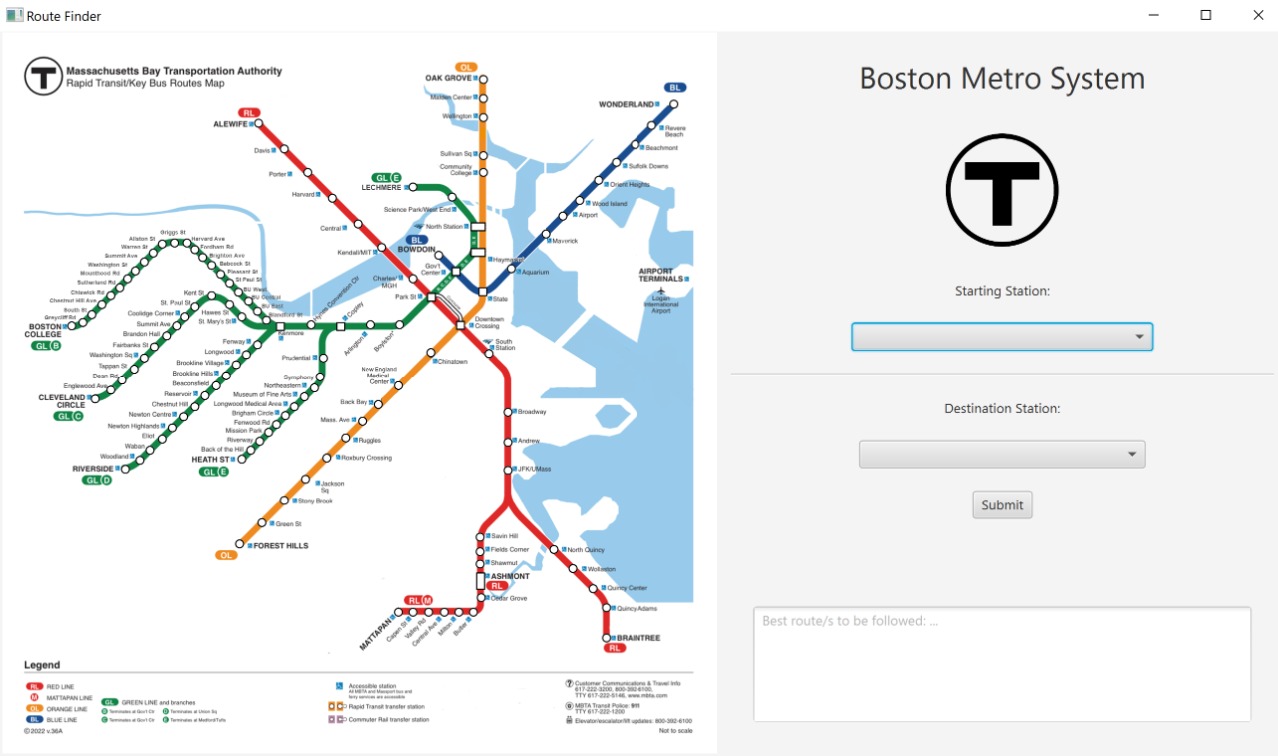 Route Finder
T
Massachusetts Bay Transportation Authority
Rapid Transit/Key Bus Routes Map
OL
OAK GROVE
Malden Center
Wellington
Sullivan Sq
Community
College
BL
WONDERLAND
Revere
Beach
Beachmont
Suffolk Downs
Orient Heights
Wood Island
Airport
Maverick
Aquarium
RL
ALEWIFE
Davis
Porter
Harvard
Central
Kendall/MIT
Charles/
MGH
Park St
GL E
LECHMERE
Science Park/West End
North Station
BL
BOWDOIN
Gov't
Center
Haymarket
State
Downtown
Crossing
South
Station
AIRPORT
TERMINALS
Logan
International
Airport
Griggs St
Allston St
Harvard Ave
Warren St
Fordham Rd
Summit Ave
Brighton Ave
Washington St
Babcock St
Mounthood Rd
Pleasant St
Sutherland Rd
St Paul St
Chiswick Rd
BU West
Chestnut Hill Ave
BU Central
South St
BU East
Greycliff Rd
Blandford St
BOSTON
COLLEGE
GL B
Kent St
St. Paul St
Coolidge Corner
Hawes St
Summit Ave
St. Mary's St
Brandon Hall
Fairbanks St
Washington Sq
Tappan St
Dean Rd
Englewood Ave
CLEVELAND
CIRCLE
GL C
Kenmore
Hynes Convention Ctr
Copley
Arlington
Boylston
Fenway
Longwood
Brookline Village
Brookline Hills
Beaconsfield
Reservoir
Chestnut Hill
Newton Centre
Newton Highlands
Eliot
Waban
Woodland
RIVERSIDE
GL D
Prudential
Symphony
Northeastern
Museum of Fine Arts
Longwood Medical Area
Brigham Circle
Fenwood Rd
Mission Park
Riverway
Back of the Hill
HEATH ST
GL E
Chinatown
New England
Medical
Center
Back Bay
Mass. Ave
Ruggles
Roxbury Crossing
Jackson
Sq
Stony Brook
Green St
FOREST HILLS
OL
Broadway
Andrew
JFK/UMass
Savin Hill
Fields Corner
Shawmut
ASHMONT
RL
Cedar Grove
RL M
MATTAPAN
Capen St
Valley Rd
Central Ave
Milton
Butler
North Quincy
Wollaston
Quincy Center
Quincy Adams
BRAINTREE
RL
Legend
RL RED LINE
M MATTAPAN LINE
OL ORANGE LINE
BL BLUE LINE
GL GREEN LINE and branches
Terminates at Gov't Ctr
Terminates at Union Sq
Terminates at Gov't Ctr
Terminates at Medford/Tufts
©2022 v.36A
Accessible station
All MBTA and Massport bus and
ferry services are accessible
Rapid Transit transfer station
Commuter Rail transfer station
Customer Communications & Travel Info
617-222-3200, 800-392-6100,
TTY 617-222-5146, www.mbta.com
MBTA Transit Police: 911
TTY 617-222-1200
Elevator/escalator/lift updates: 800-392-6100
Not to scale
Boston Metro System
T
Starting Station:
Destination Station:
Submit
Best route/s to be followed: ...